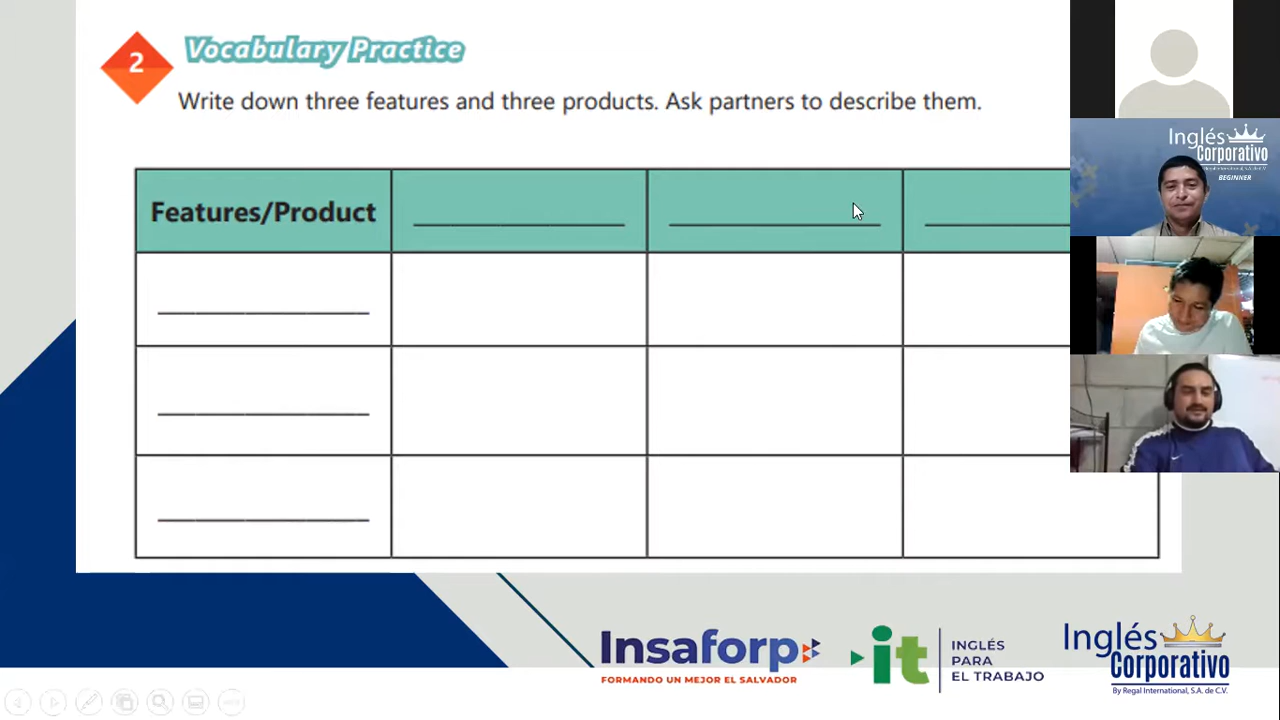 2
Vocabulary Practice
Write down three features and three products. Ask partners to describe them.
Features/Product
Inglés
Corporativo
BEGINNER
Insaforp
FORMANDO UN MEJOR EL SALVADOR
it
INGLÉS
PARA
EL TRABAJO
Inglés
Corporativo
By Regal International, S.A. de C.V.